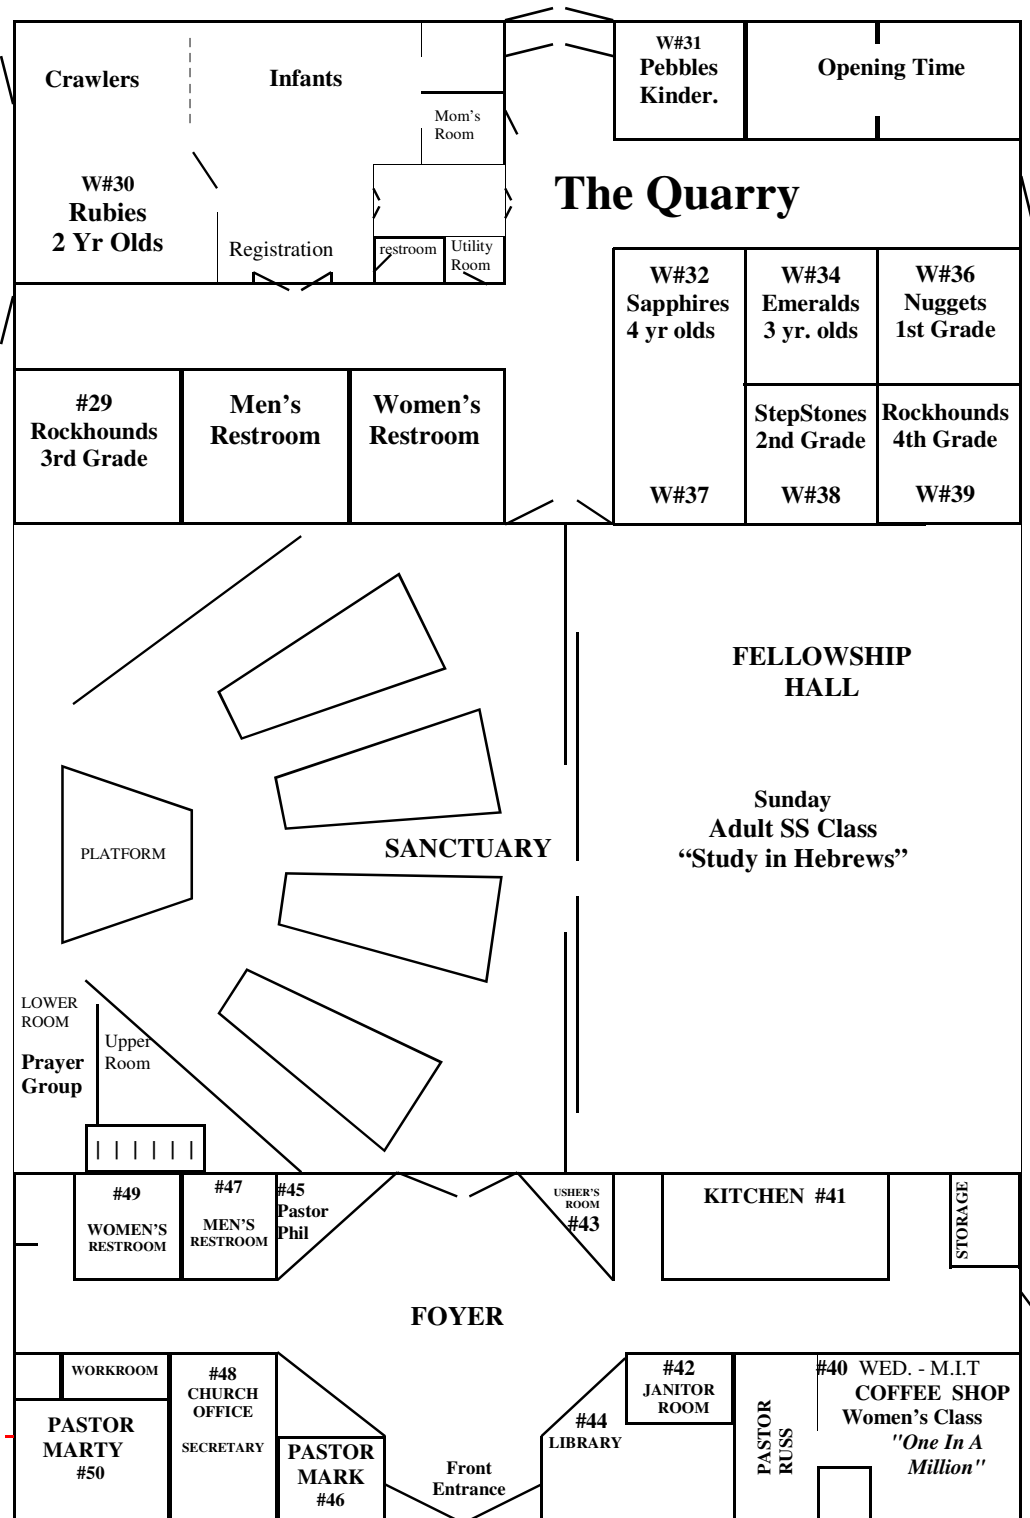 W#31
Pebbles
Kinder.
Opening Time
Crawlers
Infants
Mom's
Room
W#30
Rubies
2 Yr Olds
The Quarry
Registration
restroom
Utility
Room
W#32
Sapphires
4 yr olds
W#34
Emeralds
3 yr. olds
W#36
Nuggets
1st Grade
#29
Rockhounds
3rd Grade
Men's
Restroom
Women's
Restroom
StepStones
2nd Grade
Rockhounds
4th Grade
W#37
W#38
W#39
FELLOWSHIP
HALL
Sunday
Adult SS Class
“Study in Hebrews”
SANCTUARY
PLATFORM
LOWER
ROOM
Prayer
Group
Upper
Room
#49
WOMEN'S
RESTROOM
#47
MEN'S
RESTROOM
#45
Pastor
Phil
USHER'S
ROOM
#43
KITCHEN #41
STORAGE
FOYER
WORKROOM
PASTOR
MARTY
#50
#48
CHURCH
OFFICE
SECRETARY
PASTOR
MARK
#46
Front
Entrance
#44
LIBRARY
#42
JANITOR
ROOM
PASTOR
RUSS
#40 WED. - M.I.T
COFFEE SHOP
Women's Class
"One In A
Million"